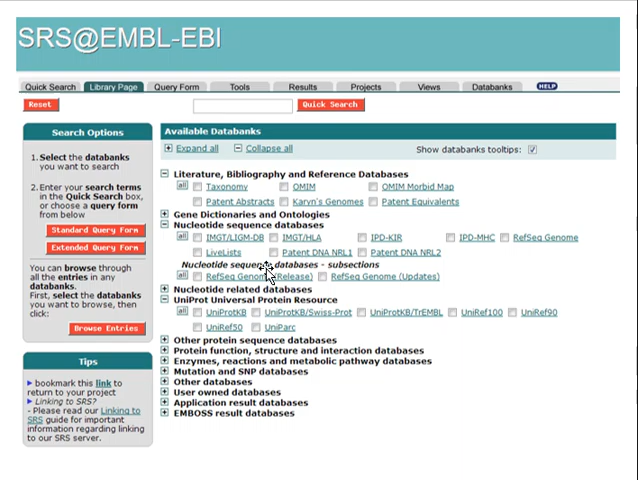 SRS@EMBL-EBI
Quick Search Library Page Query Form Tools Results Projects Views Databanks HELP
Reset Quick Search
Search Options
1. Select the databanks
you want to search
2. Enter your search terms
in the Quick Search box,
or choose a query form
from below
Standard Query Form
Extended Query Form
You can browse through
all the entries in any
databanks.
First, select the databanks
you want to browse, then
click:
Browse Entries
Tips
bookmark this link to
return to your project
Linking to SRS?
- Please read our Linking to
SRS guide for important
information regarding linking
to our SRS server.
Available Databanks
Expand all Collapse all Show databanks tooltips:
Literature, Bibliography and Reference Databases
all Taxonomy OMIM OMIM Morbid Map
Patent Abstracts Karyn's Genomes Patent Equivalents
Gene Dictionaries and Ontologies
Nucleotide sequence databases
all IMGT/LIGM-DB IMGT/HLA IPD-KIR IPD-MHC RefSeq Genome
LiveLists Patent DNA NRL1 Patent DNA NRL2
Nucleotide sequence databases - subsections
all RefSeq Genome (Release) RefSeq Genome (Updates)
Nucleotide related databases
UniProt Universal Protein Resource
all UniProtKB UniProtKB/Swiss-Prot UniProtKB/TrEMBL UniRef100 UniRef90
UniRef50 UniParc
Other protein sequence databases
Protein function, structure and interaction databases
Enzymes, reactions and metabolic pathway databases
Mutation and SNP databases
Other databases
User owned databases
Application result databases
EMBOSS result databases